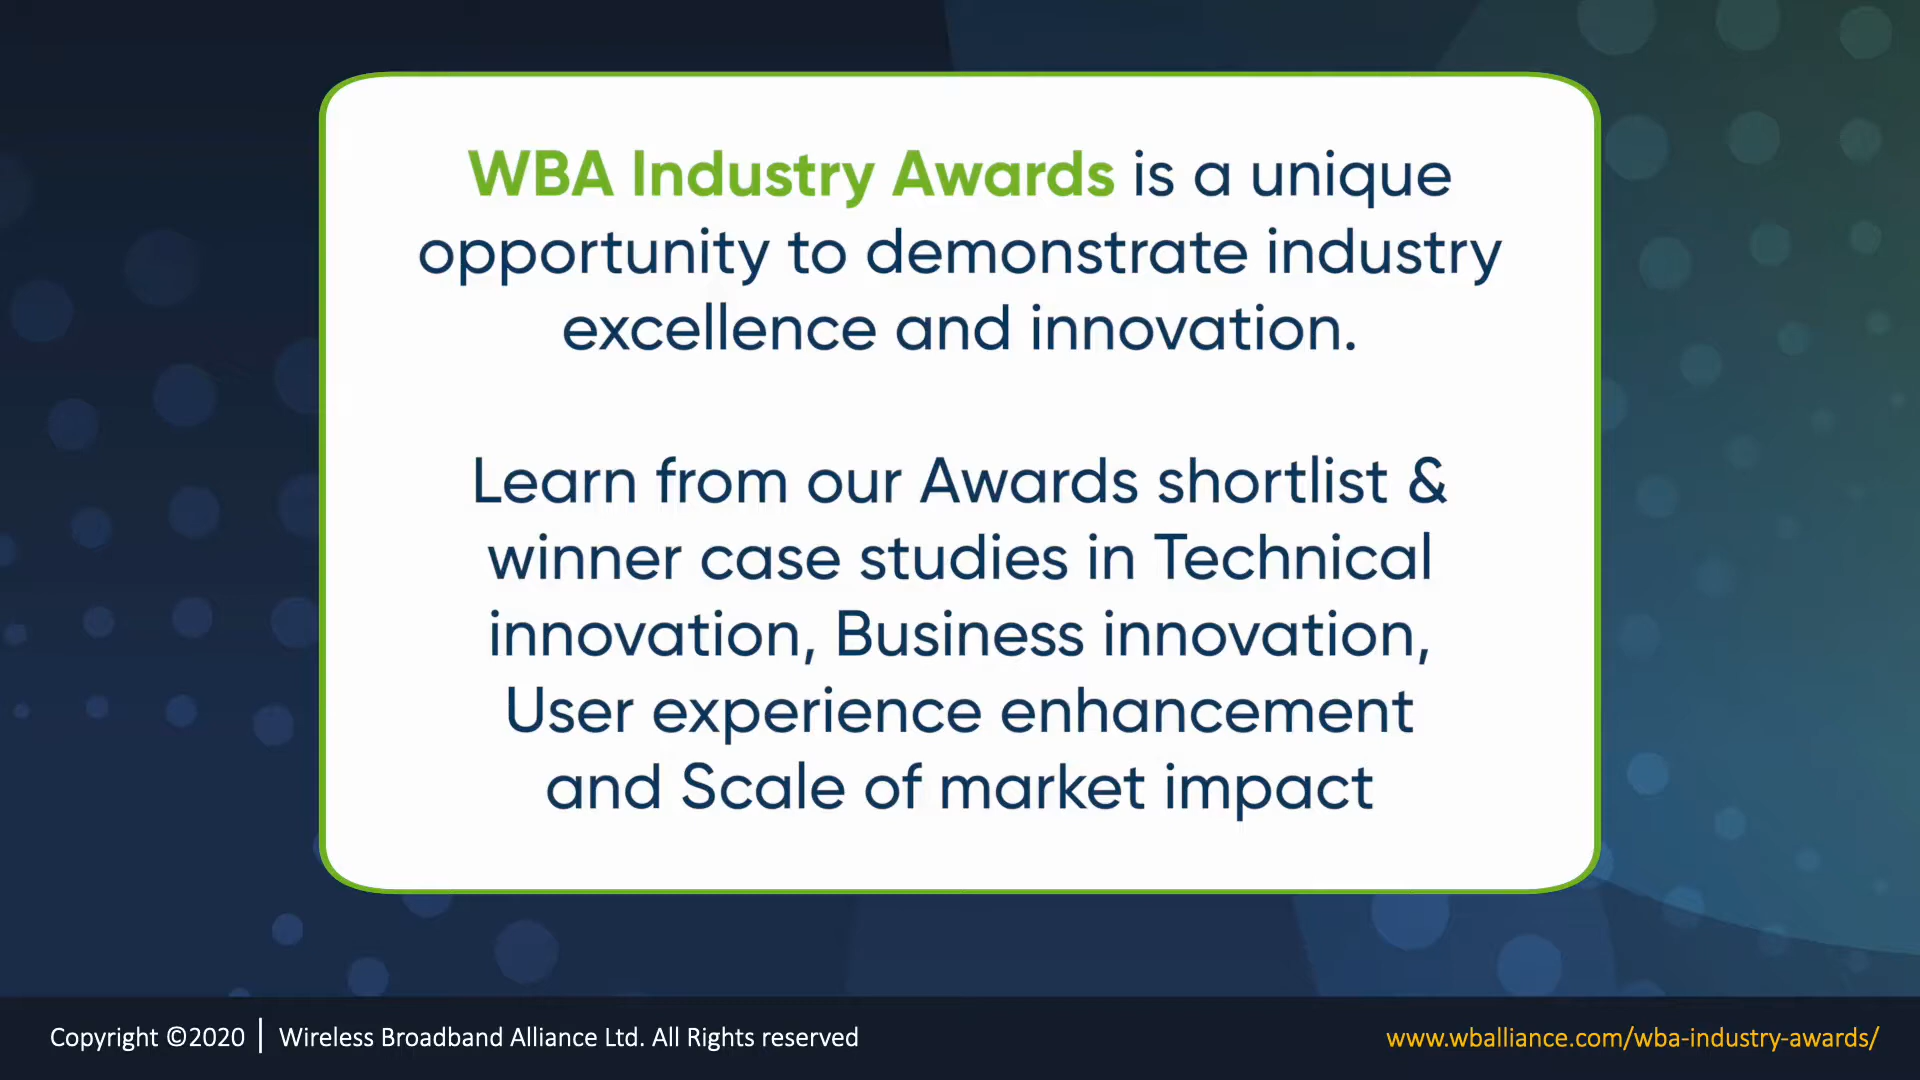 WBA Industry Awards is a unique
opportunity to demonstrate industry
excellence and innovation.
Learn from our Awards shortlist &
winner case studies in Technical
innovation, Business innovation,
User experience enhancement
and Scale of market impact
Copyright ©2020 | Wireless Broadband Alliance Ltd. All Rights reserved
www.wballiance.com/wba-industry-awards/